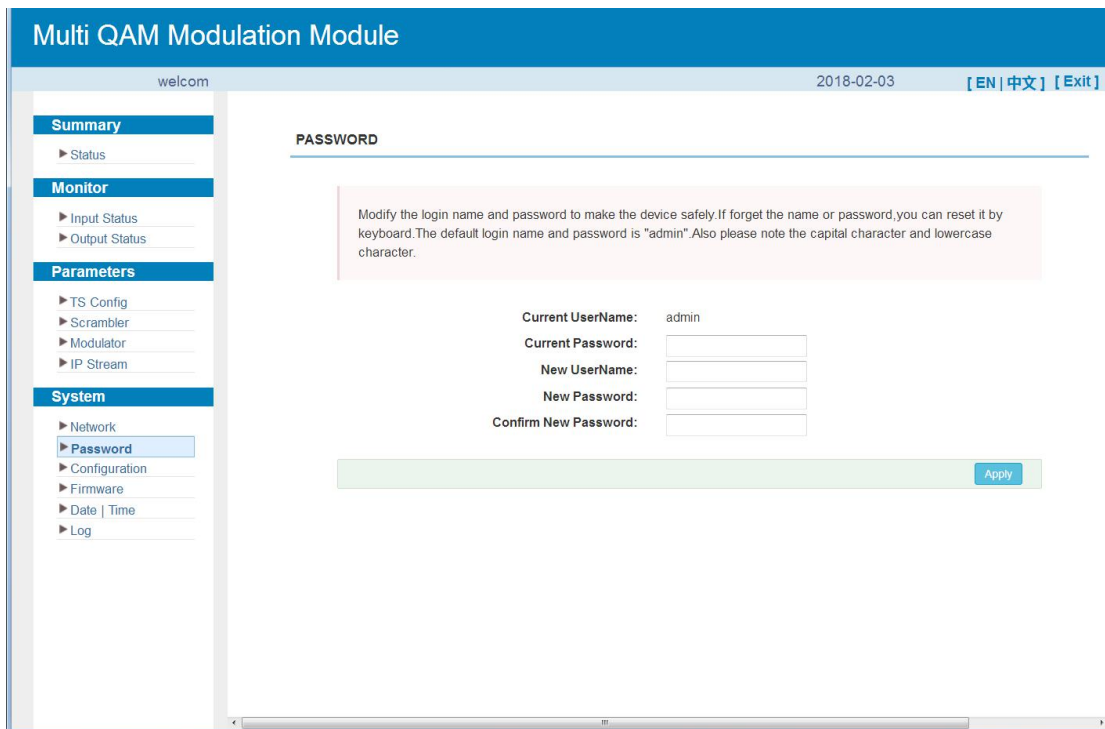 Multi QAM Modulation Module
welcom 2018-02-03 [ EN | 中文 ] [ Exit ]
Summary
Status
Monitor
Input Status
Output Status
Parameters
TS Config
Scrambler
Modulator
IP Stream
System
Network
Password
Configuration
Firmware
Date | Time
Log
PASSWORD
Modify the login name and password to make the device safely.If forget the name or password,you can reset it by
keyboard.The default login name and password is "admin".Also please note the capital character and lowercase
character.
Current UserName: admin
Current Password:
New UserName:
New Password:
Confirm New Password:
Apply